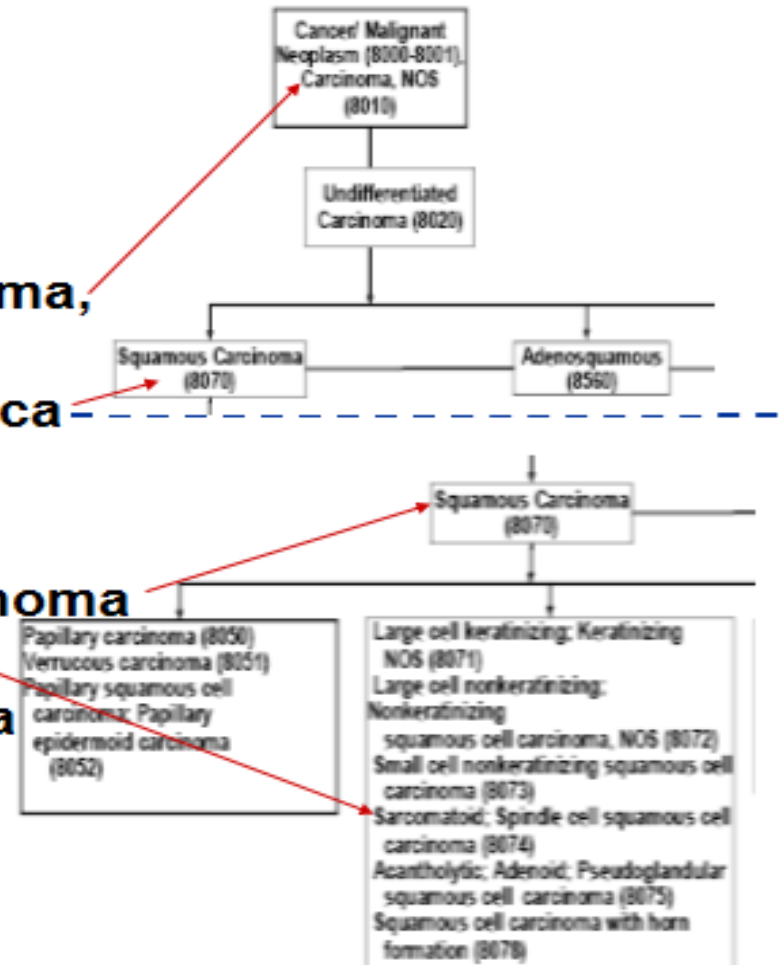 Cancer/ Malignant
Neoplasm (8000-8001),
Carcinoma, NOS
(8010)
Undifferentiated
Carcinoma (8020)
ma,
Squamous Carcinoma
(8070)
Adenosquamous
(8560)
ca
Squamous Carcinoma
(8070)
noma
Papillary carcinoma (8050)
Verrucous carcinoma (8051)
Papillary squamous cell
carcinoma; Papillary
epidermoid carcinoma
(8052)
a
Large cell keratinizing; Keratinizing
NOS (8071)
Large cell nonkeratinizing;
Nonkeratinizing
squamous cell carcinoma, NOS (8072)
Small cell nonkeratinizing squamous cell
carcinoma (8073)
Sarcomatoid; Spindle cell squamous cell
carcinoma (8074)
Acantholytic; Adenoid; Pseudoglandular
squamous cell carcinoma (8075)
Squamous cell carcinoma with horn
formation (8078)